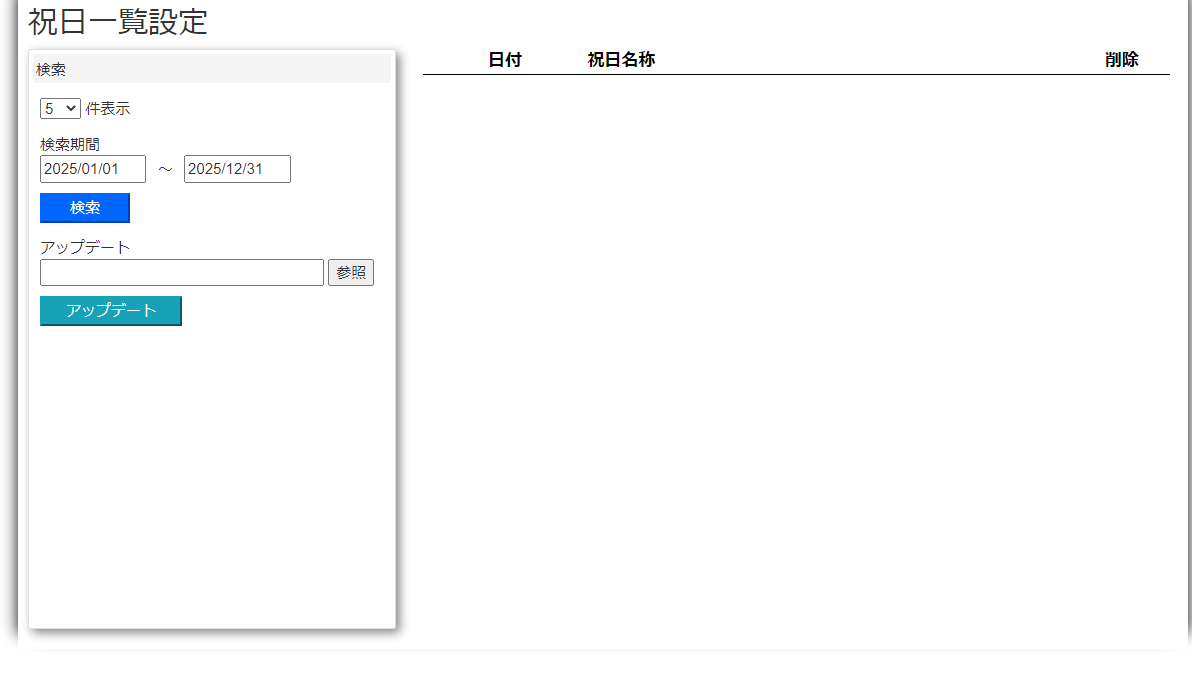 祝日一覧設定
検索
5 件表示
検索期間
2025/01/01 ～ 2025/12/31
検索
アップデート
参照
アップデート
日付 祝日名称 削除